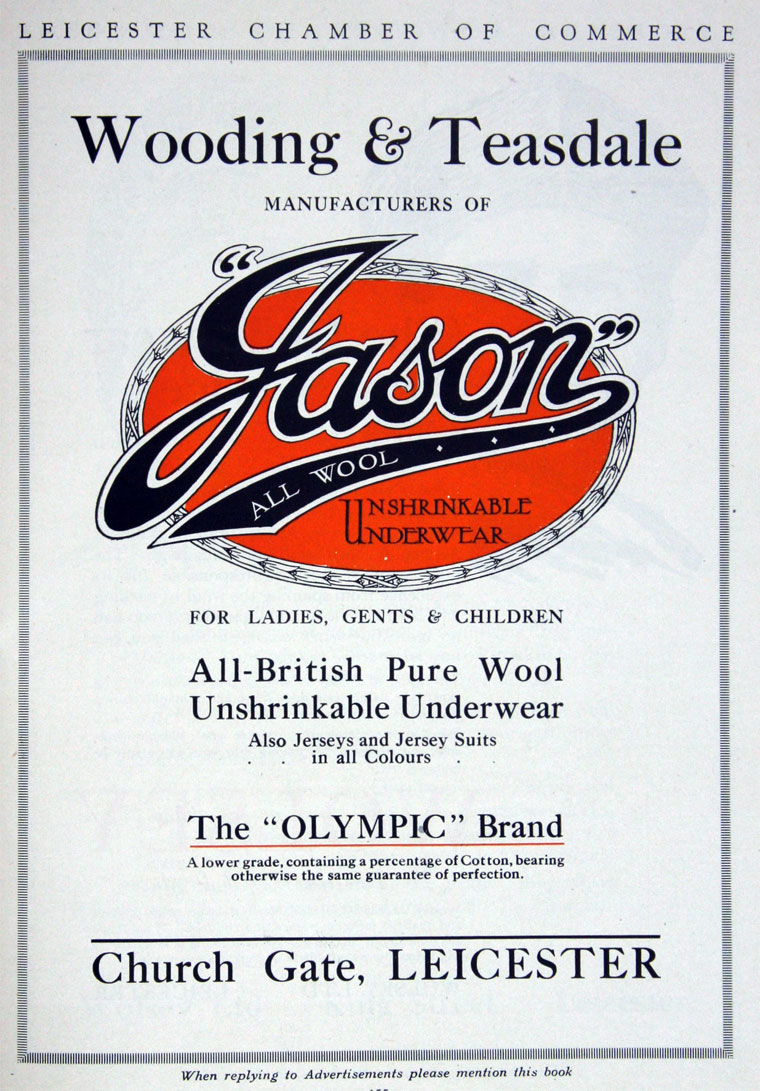 LEICESTER CHAMBER OF COMMERCE
Wooding & Teasdale
MANUFACTURERS OF
"Jason"
ALL WOOL
UNSHRINKABLE
UNDERWEAR
FOR LADIES, GENTS & CHILDREN
All-British Pure Wool
Unshrinkable Underwear
Also Jerseys and Jersey Suits
. . in all Colours .
The "OLYMPIC" Brand
A lower grade, containing a percentage of Cotton, bearing
otherwise the same guarantee of perfection.
Church Gate, LEICESTER
When replying to Advertisements please mention this book